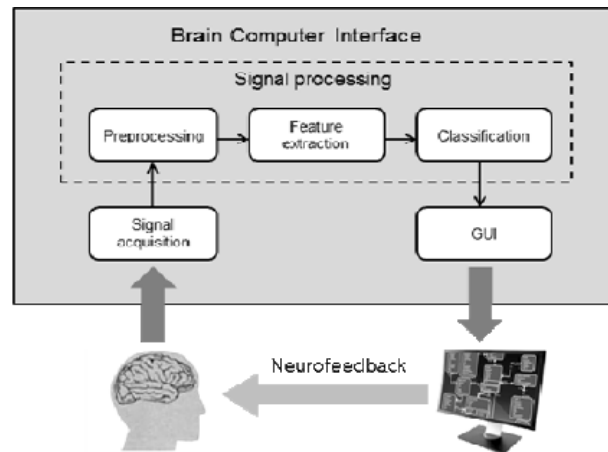 Brain Computer Interface
Signal processing
Preprocessing
Feature
extraction
Classification
Signal
acquisition
GUI
Neurofeedback